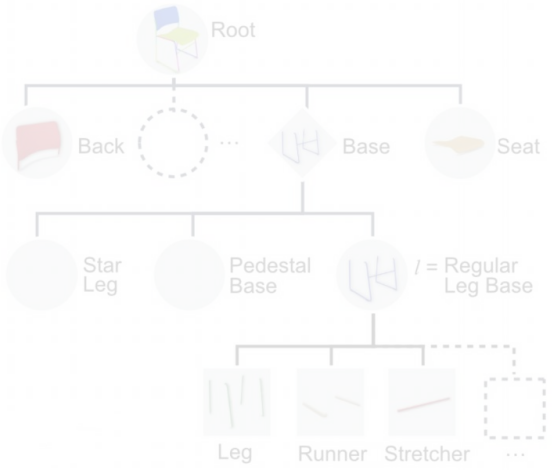 Root
Back
...
Base
Seat
Star
Leg
Pedestal
Base
l = Regular
Leg Base
Leg
Runner
Stretcher
...